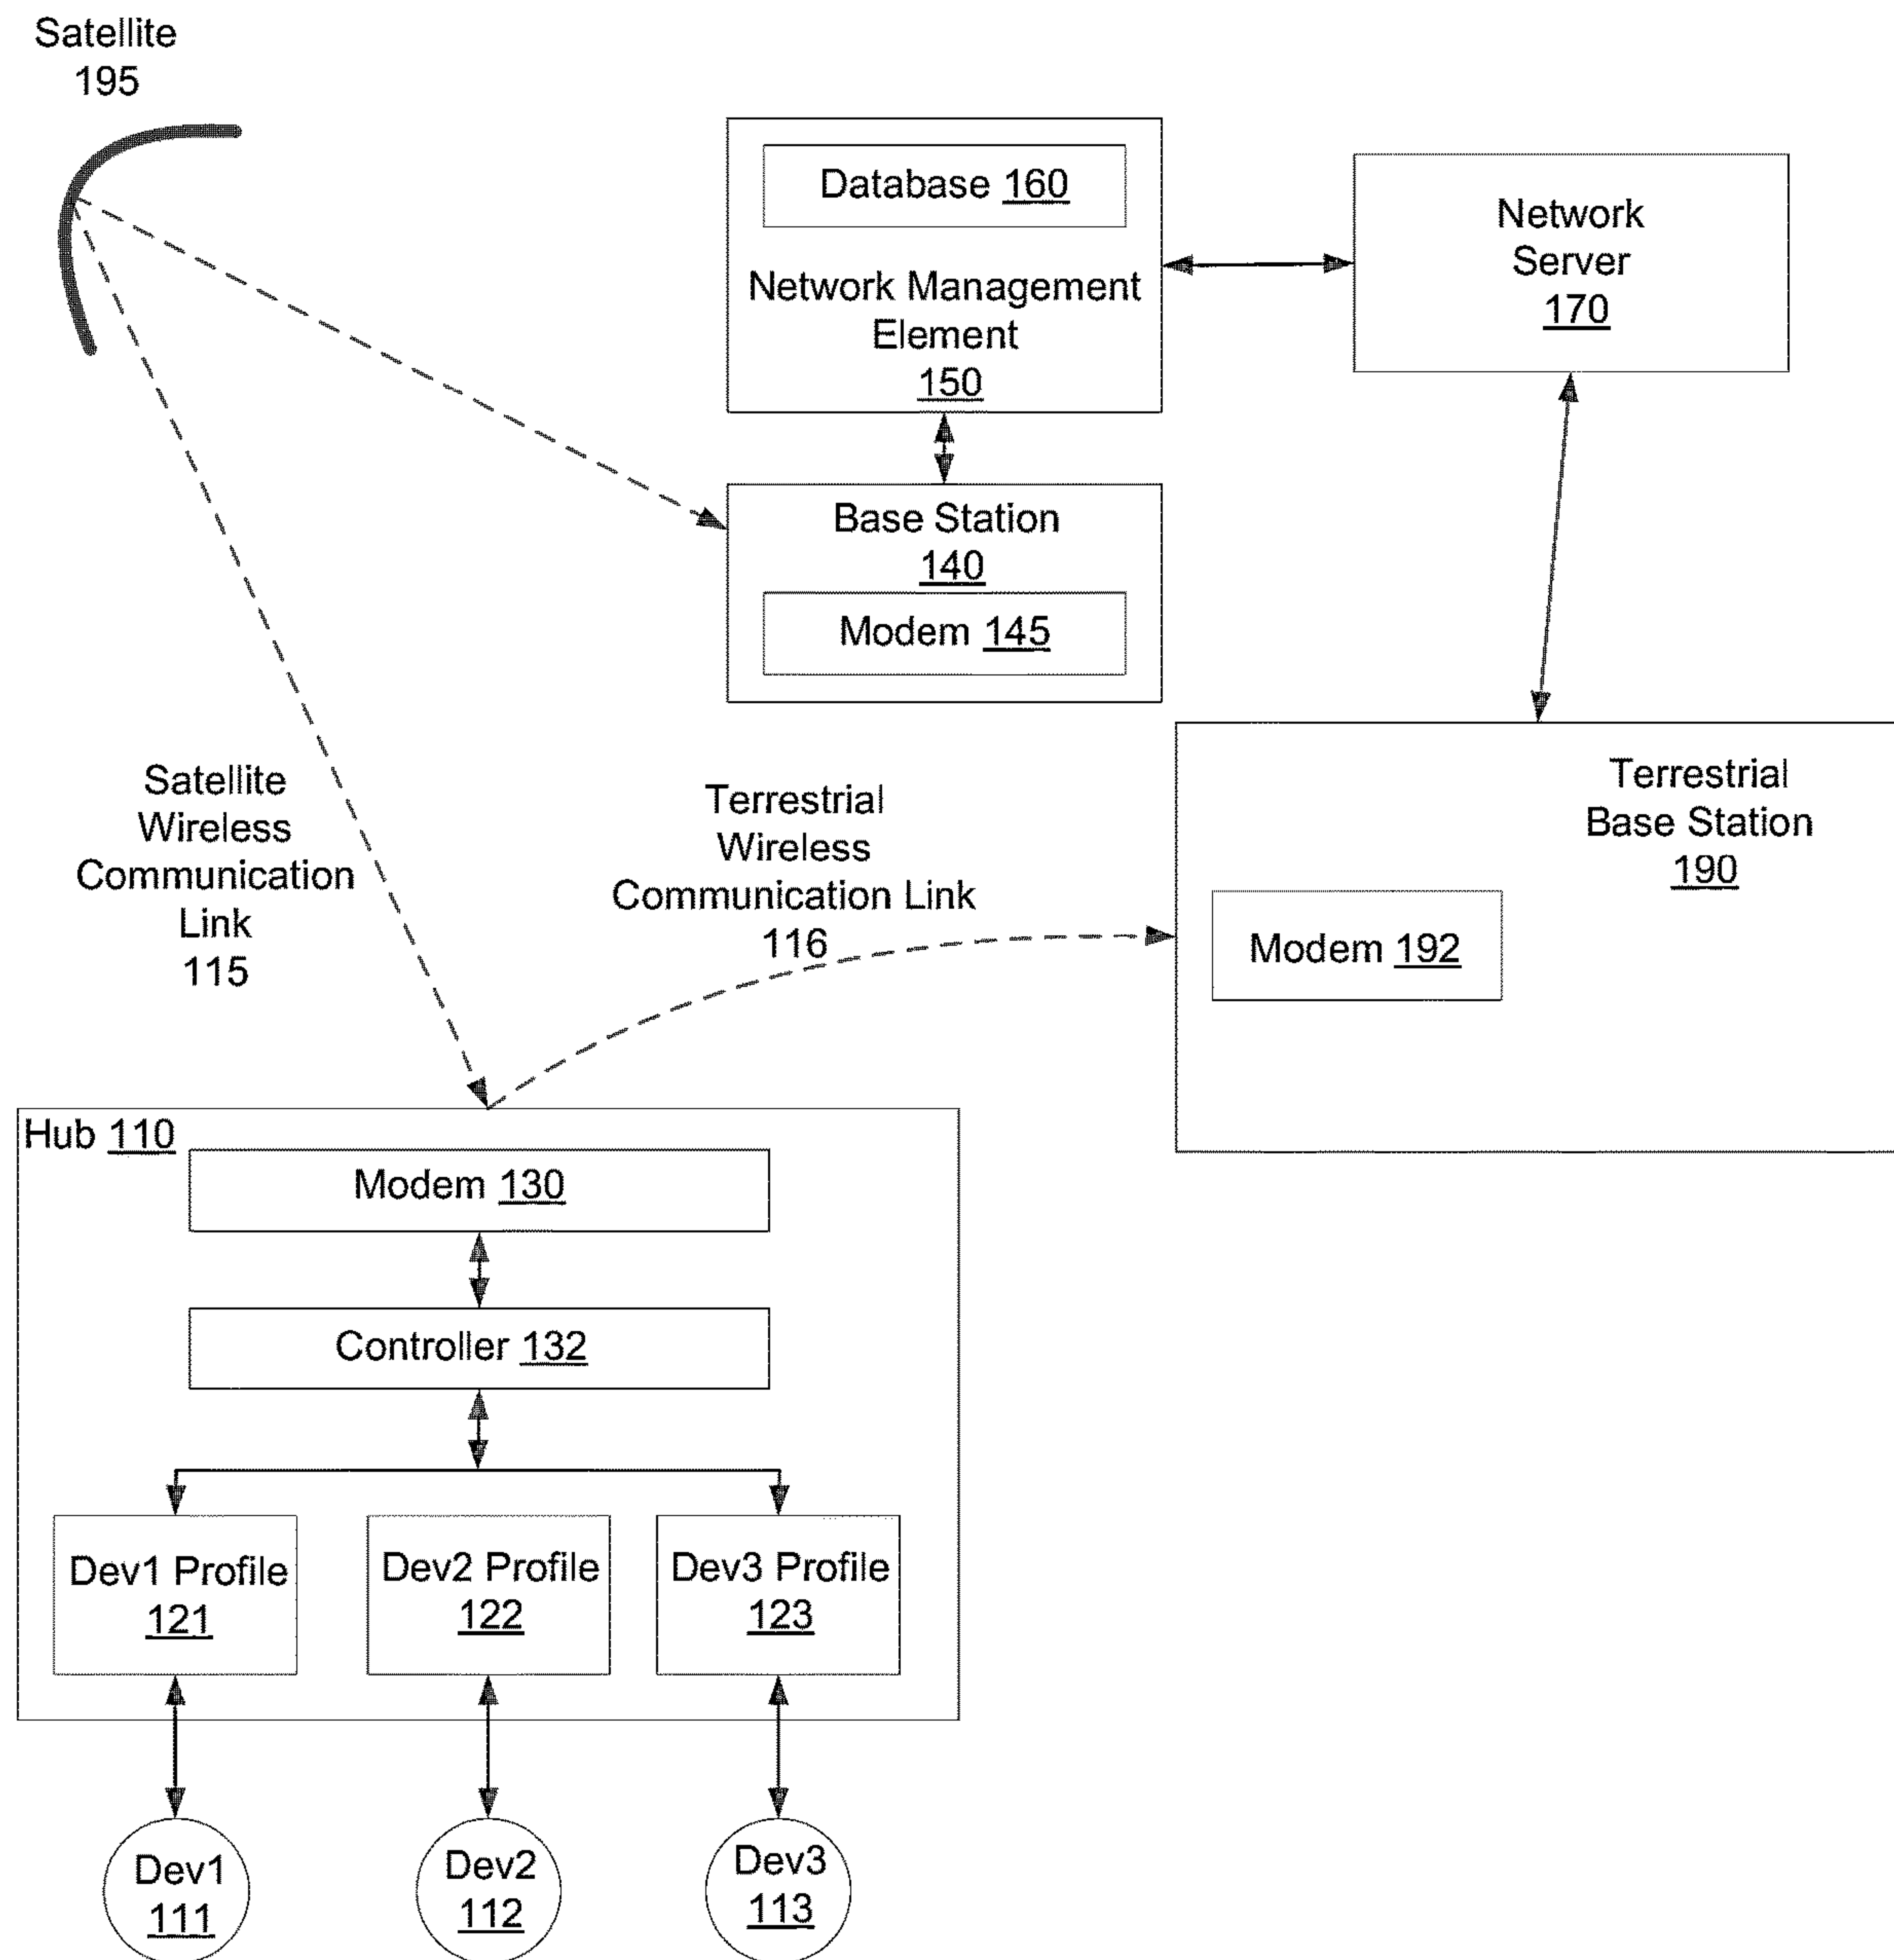 Satellite
195
Database 160
Network Management
Element
150
Network
Server
170
Base Station
140
Modem 145
Satellite
Wireless
Communication
Link
115
Terrestrial
Wireless
Communication Link
116
Terrestrial
Base Station
190
Modem 192
Hub 110
Modem 130
Controller 132
Dev1 Profile
121
Dev2 Profile
122
Dev3 Profile
123
Dev1
111
Dev2
112
Dev3
113